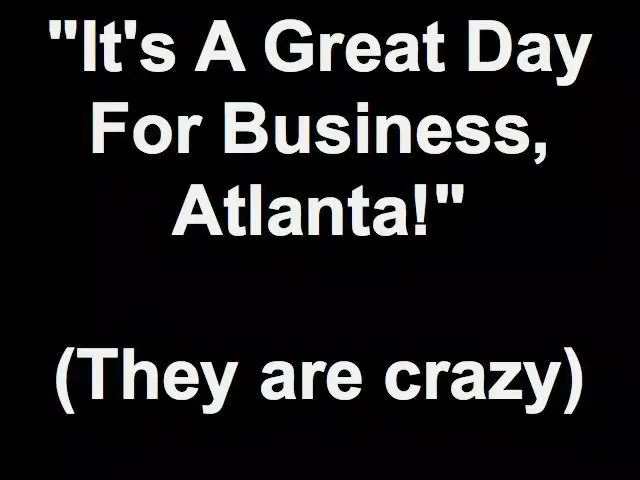 "It's A Great Day
For Business,
Atlanta!"
(They are crazy)